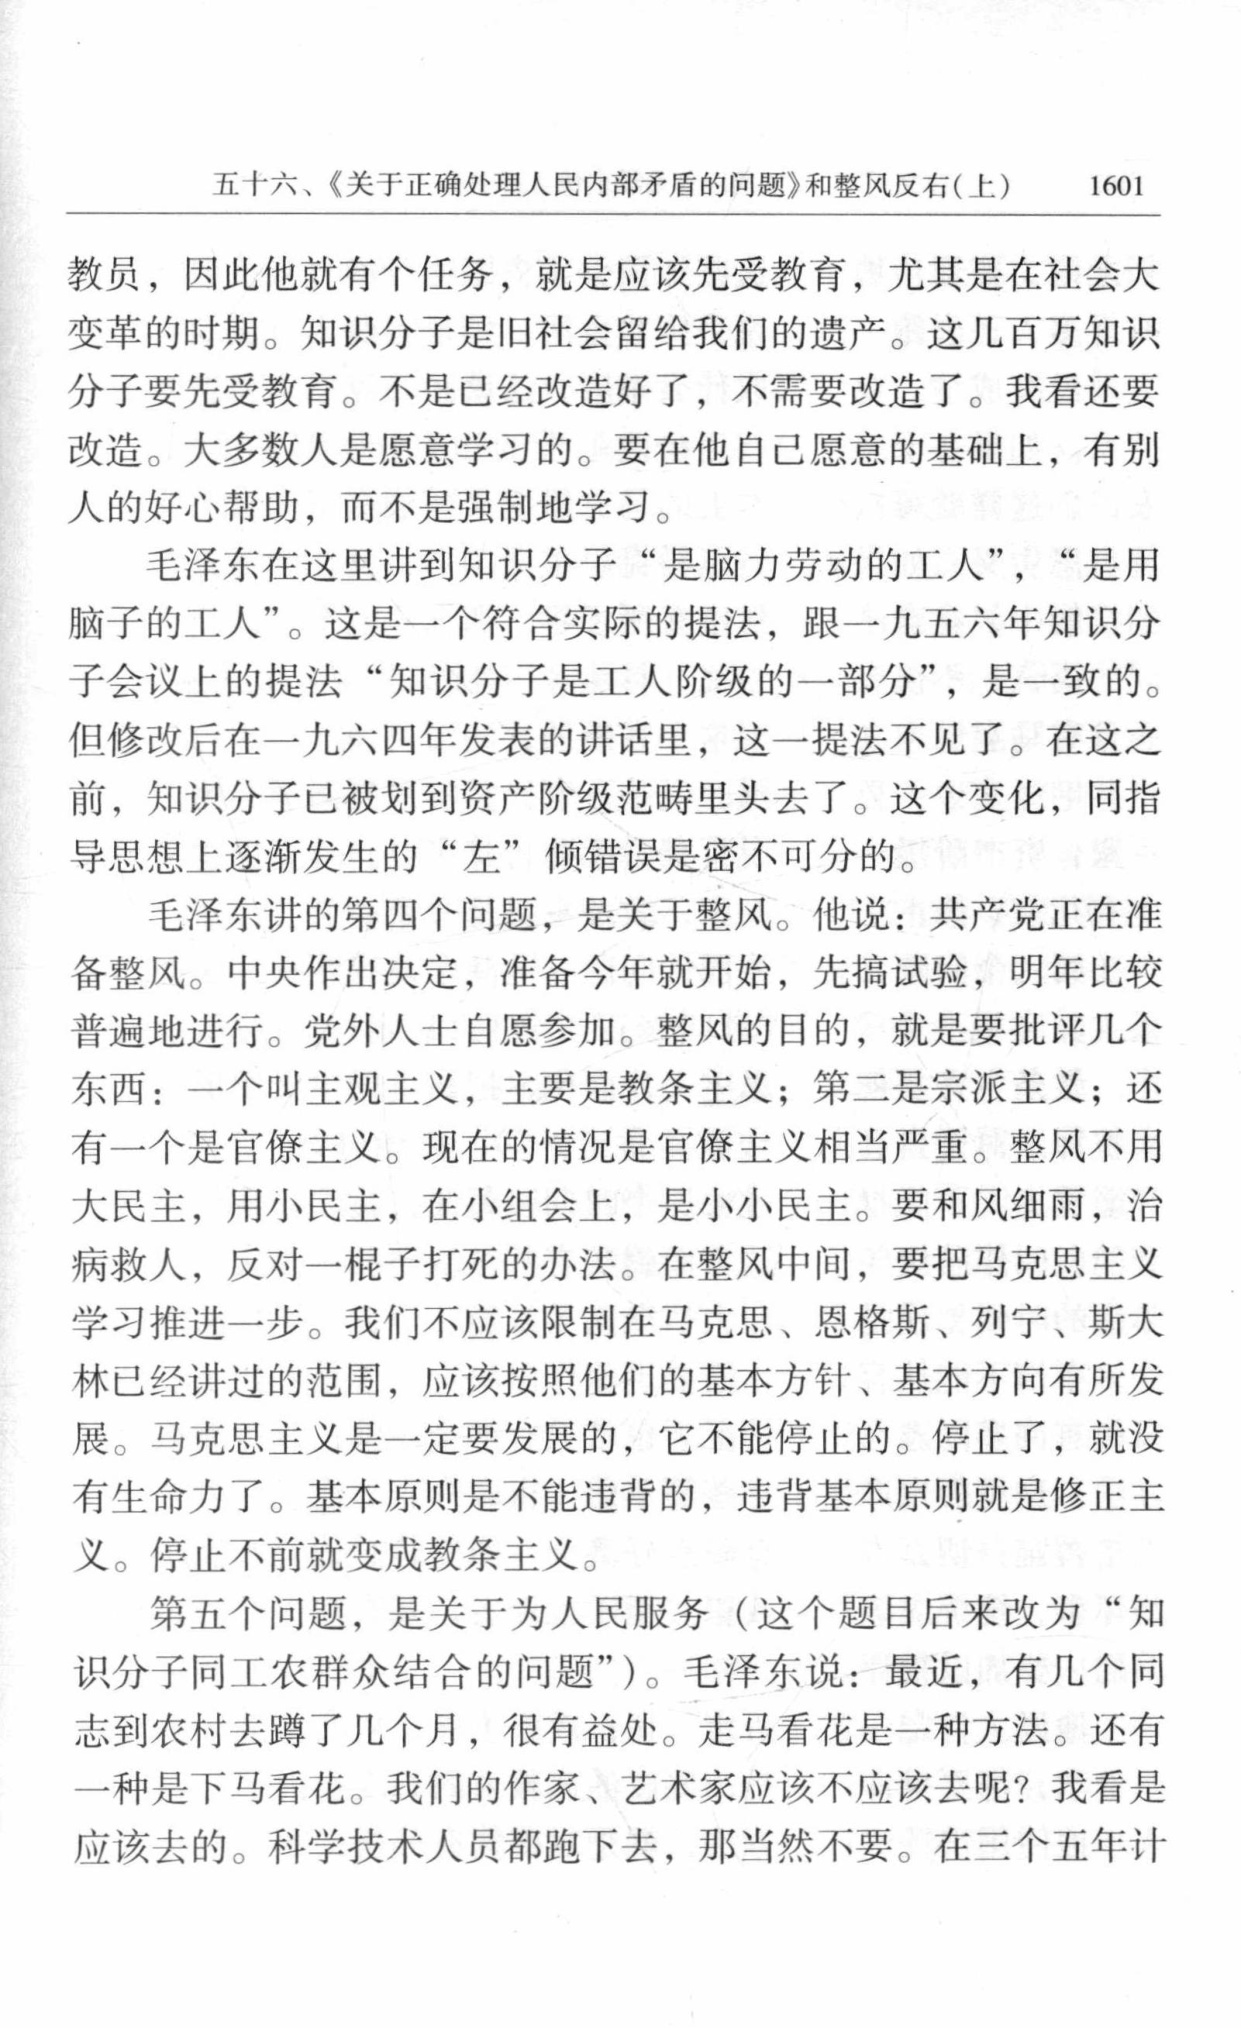 五十六、《关于正确处理人民内部矛盾的问题》和整风反右(上) 1601
教员，因此他就有个任务，就是应该先受教育，尤其是在社会大
变革的时期。知识分子是旧社会留给我们的遗产。这几百万知识
分子要先受教育。不是已经改造好了，不需要改造了。我看还要
改造。大多数人是愿意学习的。要在他自己愿意的基础上，有别
人的好心帮助，而不是强制地学习。
毛泽东在这里讲到知识分子“是脑力劳动的工人”，“是用
脑子的工人”。这是一个符合实际的提法，跟一九五六年知识分
子会议上的提法“知识分子是工人阶级的一部分”，是一致的。
但修改后在一九六四年发表的讲话里，这一提法不见了。在这之
前，知识分子已被划到资产阶级范畴里头去了。这个变化，同指
导思想上逐渐发生的“左”倾错误是密不可分的。
毛泽东讲的第四个问题，是关于整风。他说：共产党正在准
备整风。中央作出决定，准备今年就开始，先搞试验，明年比较
普遍地进行。党外人士自愿参加。整风的目的，就是要批评几个
东西：一个叫主观主义，主要是教条主义；第二是宗派主义；还
有一个是官僚主义。现在的情况是官僚主义相当严重。整风不用
大民主，用小民主，在小组会上，是小小民主。要和风细雨，治
病救人，反对一棍子打死的办法。在整风中间，要把马克思主义
学习推进一步。我们不应该限制在马克思、恩格斯、列宁、斯大
林已经讲过的范围，应该按照他们的基本方针、基本方向有所发
展。马克思主义是一定要发展的，它不能停止的。停止了，就没
有生命力了。基本原则是不能违背的，违背基本原则就是修正主
义。停止不前就变成教条主义。
第五个问题，是关于为人民服务（这个题目后来改为“知
识分子同工农群众结合的问题”）。毛泽东说：最近，有几个同
志到农村去蹲了几个月，很有益处。走马看花是一种方法。还有
一种是下马看花。我们的作家、艺术家应该不应该去呢？我看是
应该去的。科学技术人员都跑下去，那当然不要。在三个五年计